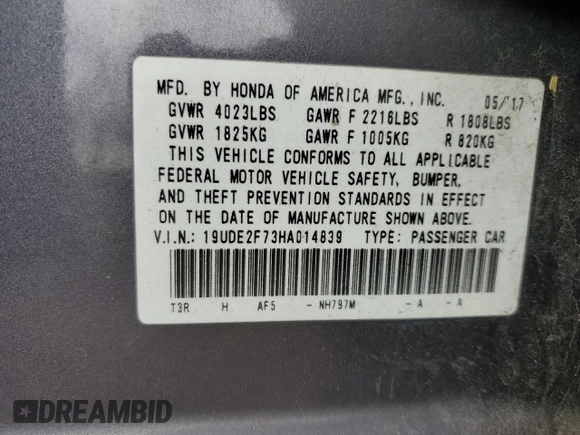 MFD. BY HONDA OF AMERICA MFG., INC. 05/'17
GVWR 4023LBS GAWR F 2216LBS R 1808LBS
GVWR 1825KG GAWR F 1005KG R 820KG
THIS VEHICLE CONFORMS TO ALL APPLICABLE
FEDERAL MOTOR VEHICLE SAFETY, BUMPER,
AND THEFT PREVENTION STANDARDS IN EFFECT
ON THE DATE OF MANUFACTURE SHOWN ABOVE.
V.I.N.: 19UDE2F73HA014839 TYPE: PASSENGER CAR
T3R H AF5 - NH797M - A - A
DREAMBID